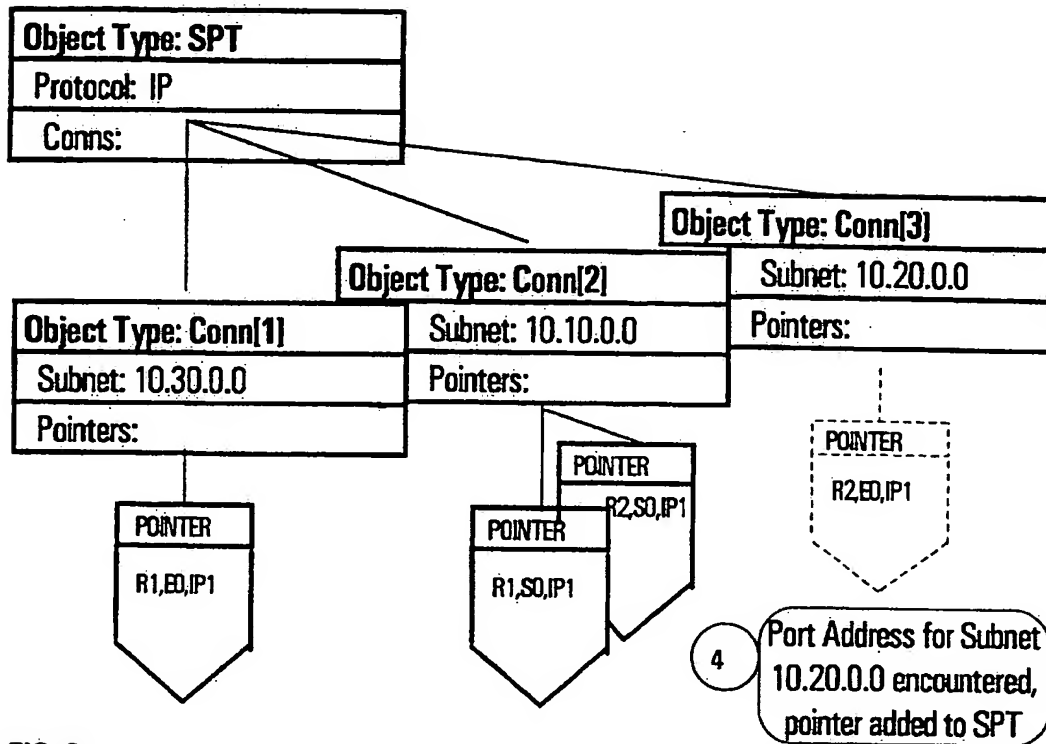 Object Type: SPT
Protocol: IP
Conns:
Object Type: Conn[3]
Subnet: 10.20.0.0
Pointers:
Object Type: Conn[2]
Subnet: 10.10.0.0
Pointers:
Object Type: Conn[1]
Subnet: 10.30.0.0
Pointers:
POINTER
R2,E0,IP1
POINTER
R2,S0,IP1
POINTER
R1,E0,IP1
POINTER
R1,S0,IP1
4
Port Address for Subnet
10.20.0.0 encountered,
pointer added to SPT